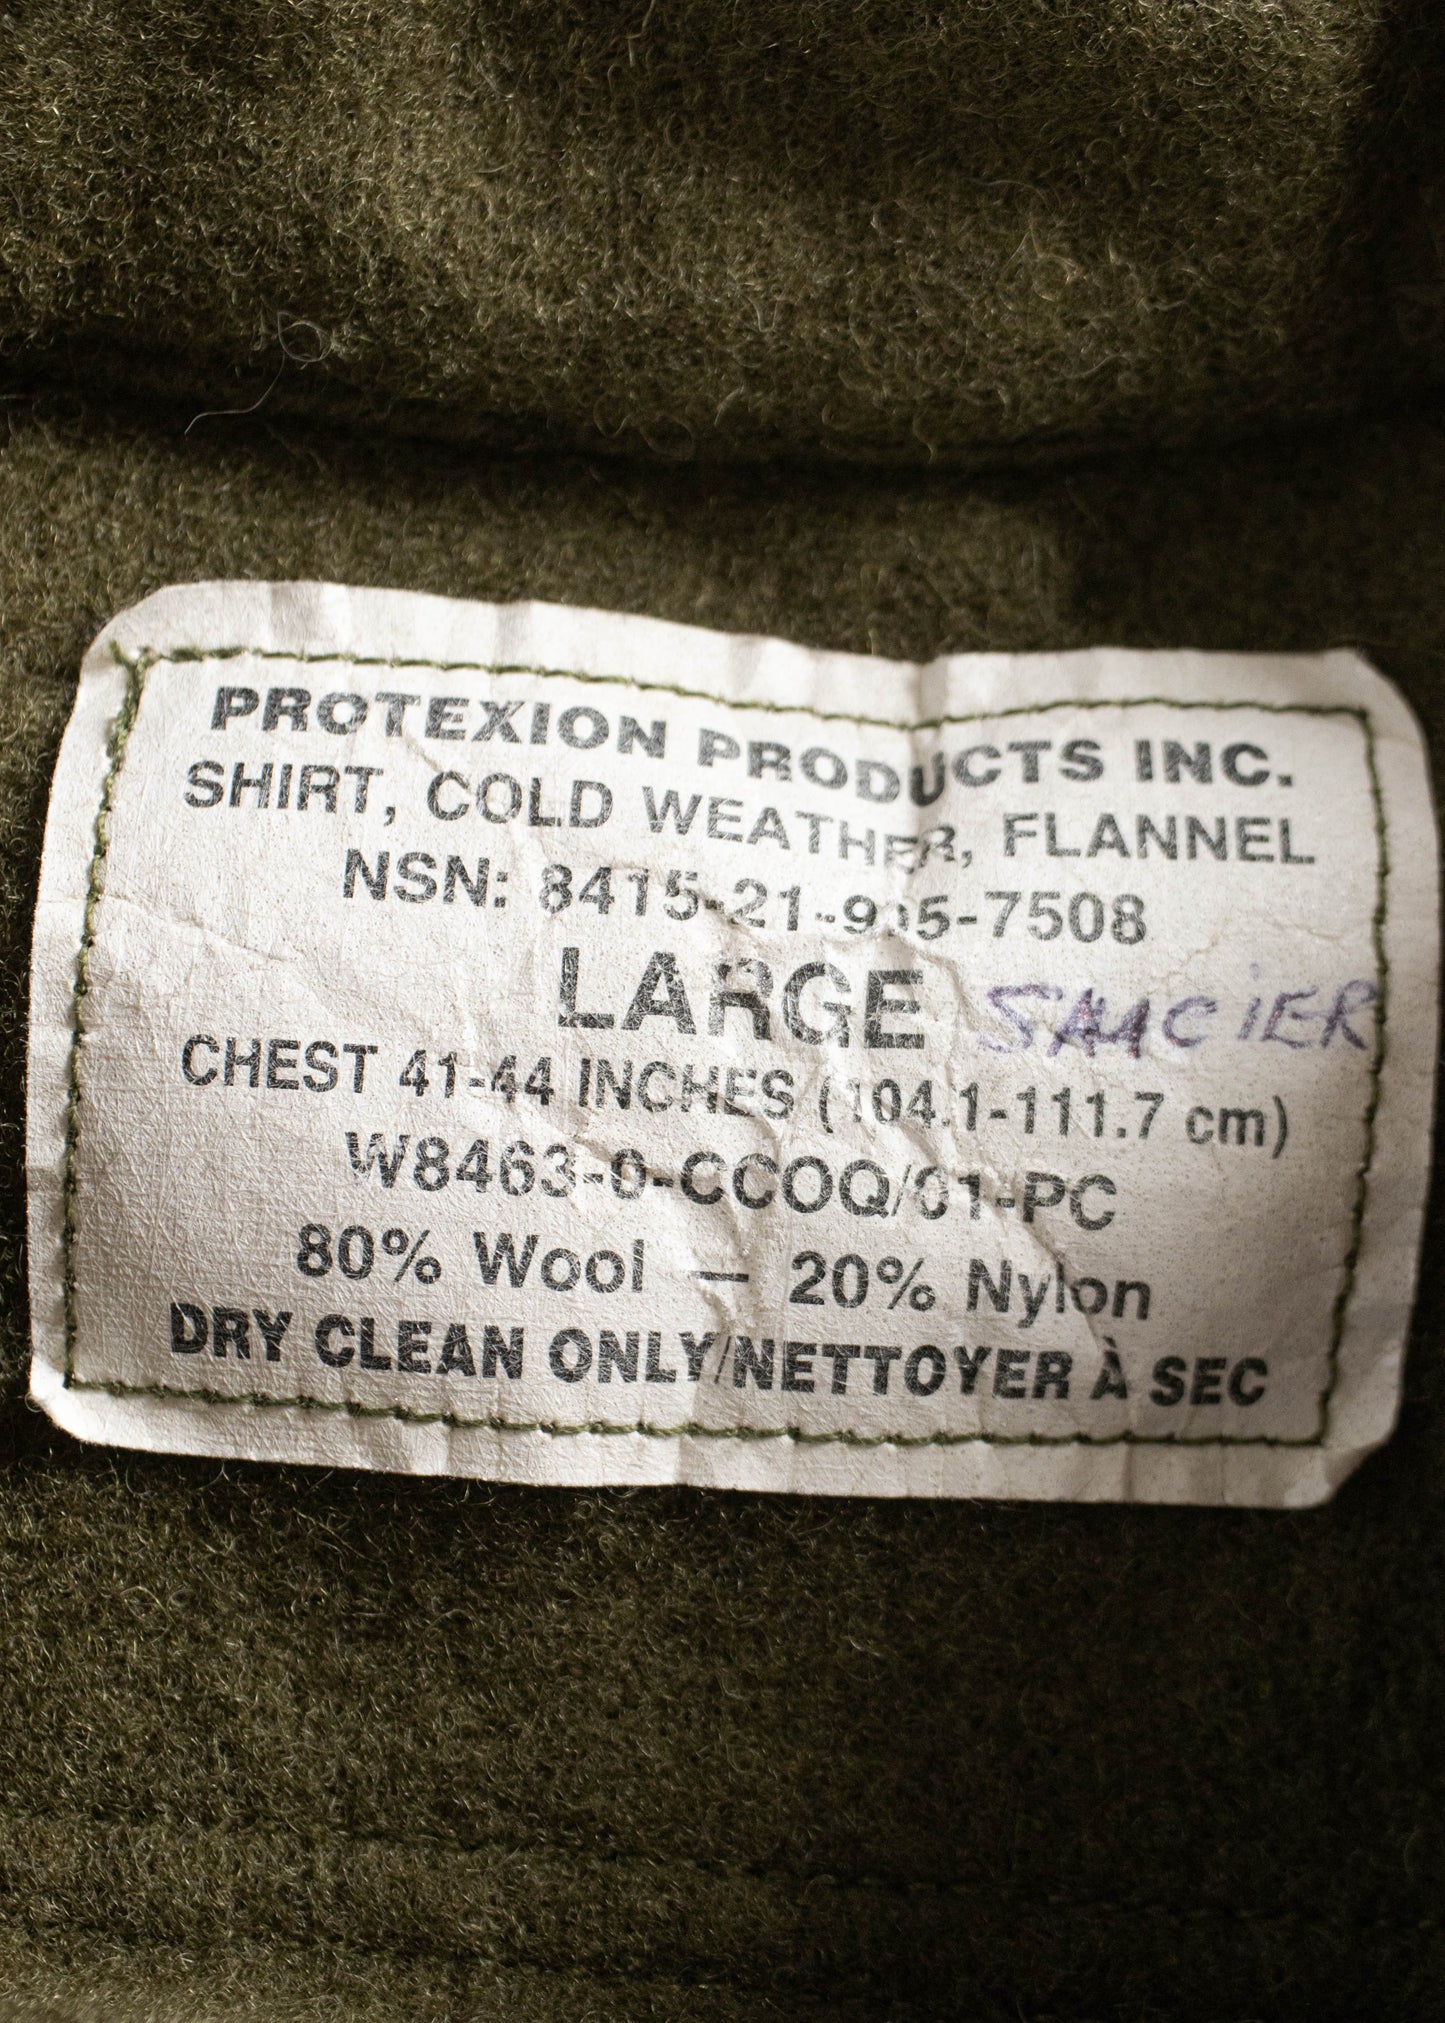 PROTEXION PRODUCTS INC.
SHIRT, COLD WEATHER, FLANNEL
NSN: 8415-21-905-7508
LARGE SAUCiER
CHEST 41-44 INCHES (104.1-111.7 cm)
W8463-0-CCOQ/01-PC
80% Wool — 20% Nylon
DRY CLEAN ONLY/NETTOYER À SEC